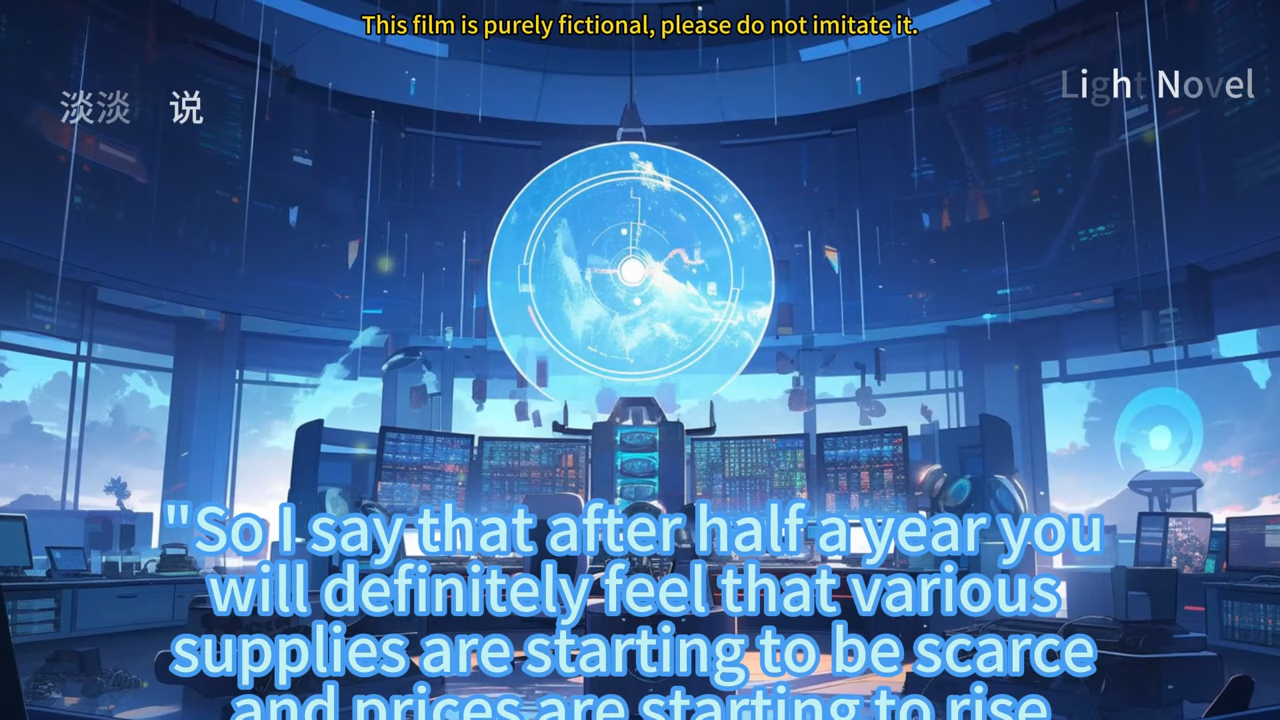 This film is purely fictional, please do not imitate it.
淡淡 说
Light Novel
"So I say that after half a year you
will definitely feel that various
supplies are starting to be scarce
and prices are starting to rise